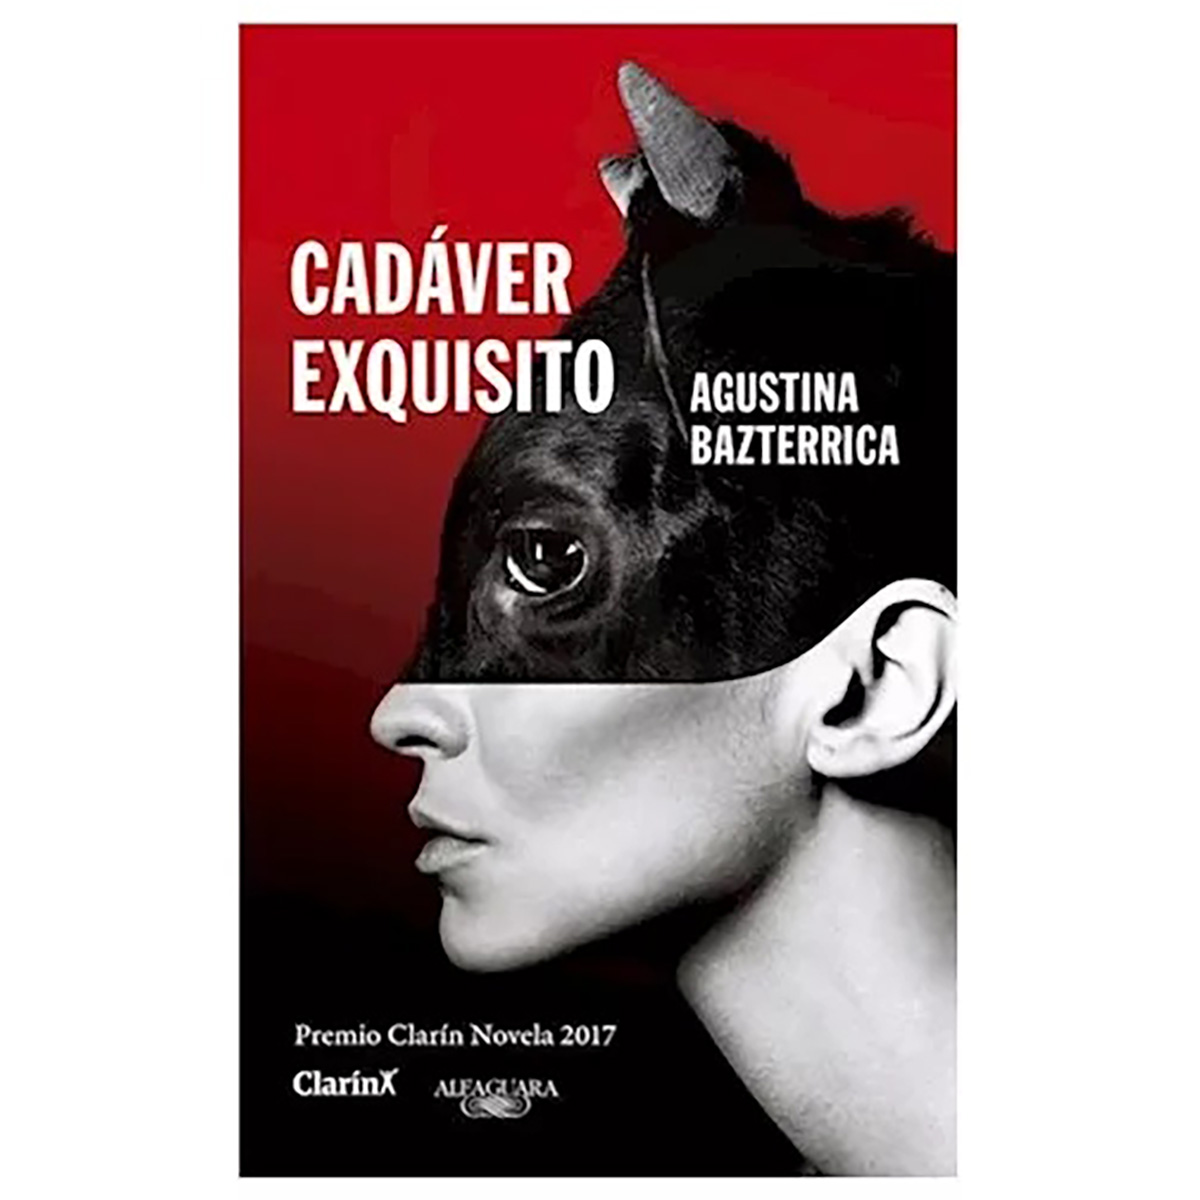 CADÁVER
EXQUISITO
AGUSTINA
BAZTERRICA
Premio Clarín Novela 2017
Clarín
ALFAGUARA